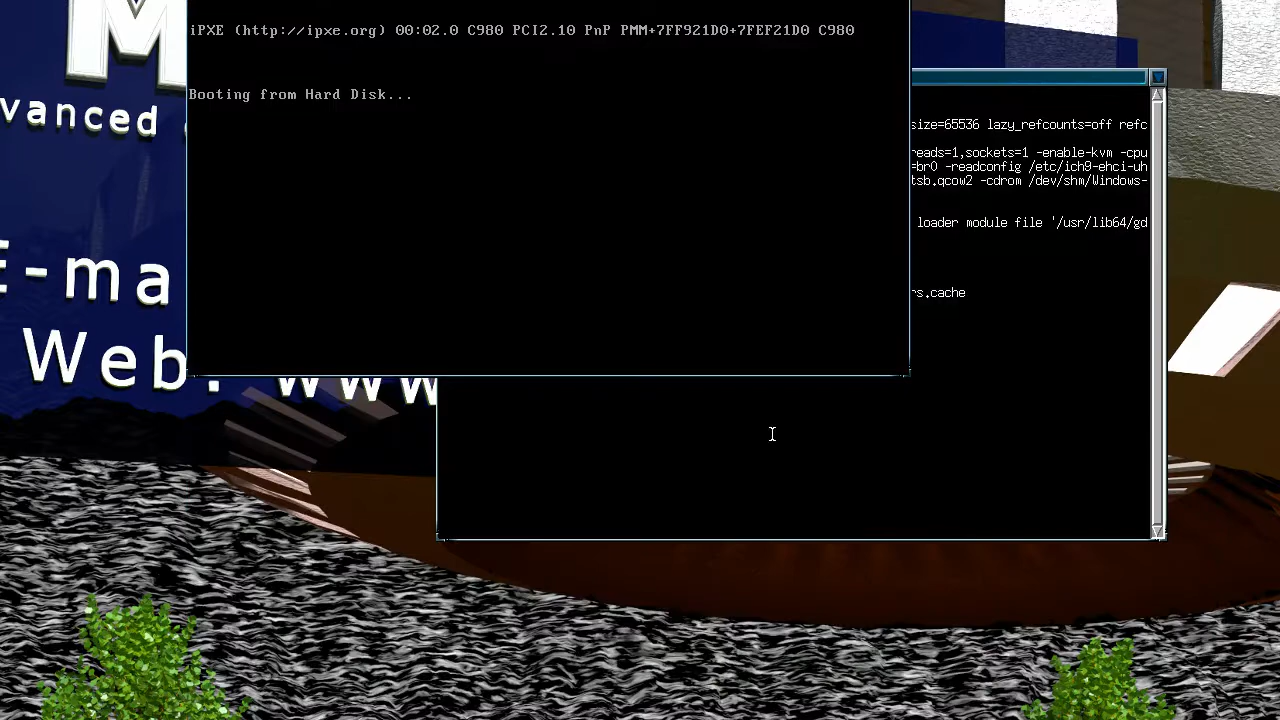 M
iPXE (http://ipxe.org) 00:02.0 C980 PCI2.10 PnP PMM+7FF921D0+7FEF21D0 C980
Booting from Hard Disk...
vanced
size=65536 lazy_refcounts=off refc
reads=1,sockets=1 -enable-kvm -cpu
=br0 -readconfig /etc/ich9-ehci-uh
tsb.qcow2 -cdrom /dev/shm/Windows-
loader module file '/usr/lib64/gd
rs.cache
E-ma
Web: www